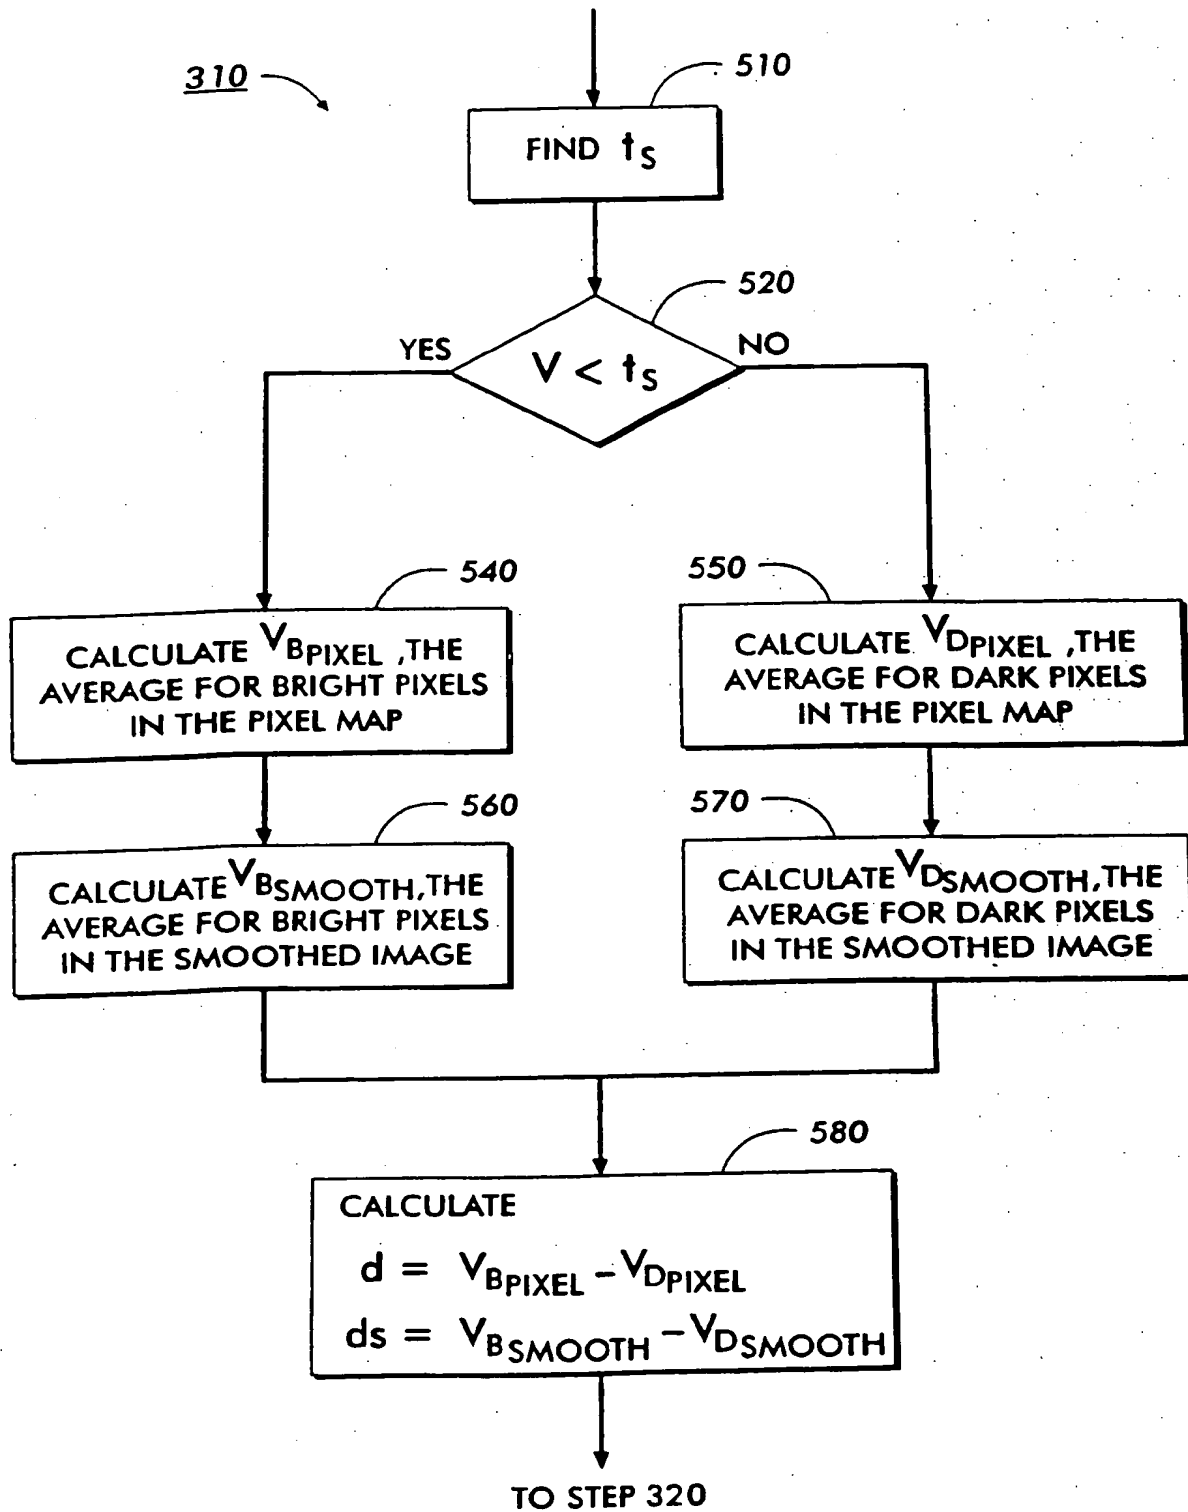 310
510
FIND tS
520
YES
V < tS
NO
540
CALCULATE VBPIXEL ,THE
AVERAGE FOR BRIGHT PIXELS
IN THE PIXEL MAP
550
CALCULATE VDPIXEL ,THE
AVERAGE FOR DARK PIXELS
IN THE PIXEL MAP
560
CALCULATE VBSMOOTH,THE
AVERAGE FOR BRIGHT PIXELS
IN THE SMOOTHED IMAGE
570
CALCULATE VDSMOOTH,THE
AVERAGE FOR DARK PIXELS
IN THE SMOOTHED IMAGE
580
CALCULATE
d = VBPIXEL - VDPIXEL
ds = VBSMOOTH - VDSMOOTH
TO STEP 320